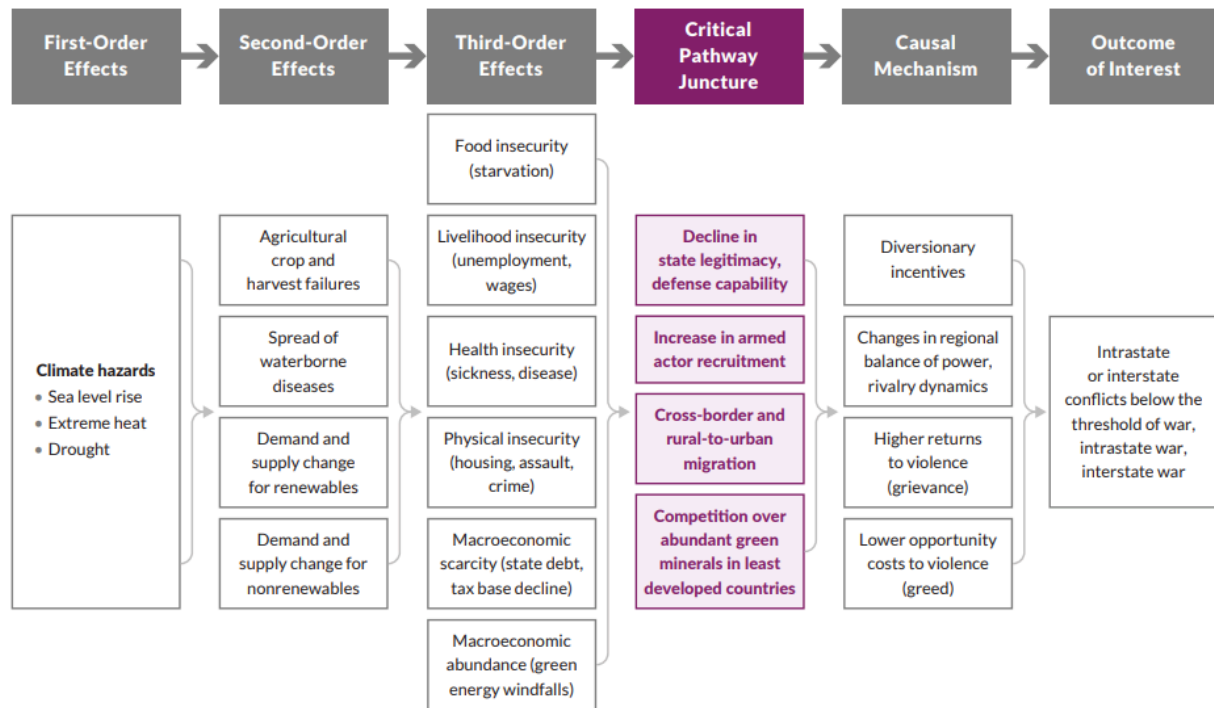 First-Order
Effects
Second-Order
Effects
Third-Order
Effects
Critical
Pathway
Juncture
Causal
Mechanism
Outcome
of Interest
Climate hazards
• Sea level rise
• Extreme heat
• Drought
Agricultural
crop and
harvest failures
Spread of
waterborne
diseases
Demand and
supply change
for renewables
Demand and
supply change for
nonrenewables
Food insecurity
(starvation)
Livelihood insecurity
(unemployment,
wages)
Health insecurity
(sickness, disease)
Physical insecurity
(housing, assault,
crime)
Macroeconomic
scarcity (state debt,
tax base decline)
Macroeconomic
abundance (green
energy windfalls)
Decline in
state legitimacy,
defense capability
Increase in armed
actor recruitment
Cross-border and
rural-to-urban
migration
Competition over
abundant green
minerals in least
developed countries
Diversionary
incentives
Changes in regional
balance of power,
rivalry dynamics
Higher returns
to violence
(grievance)
Lower opportunity
costs to violence
(greed)
Intrastate
or interstate
conflicts below the
threshold of war,
intrastate war,
interstate war